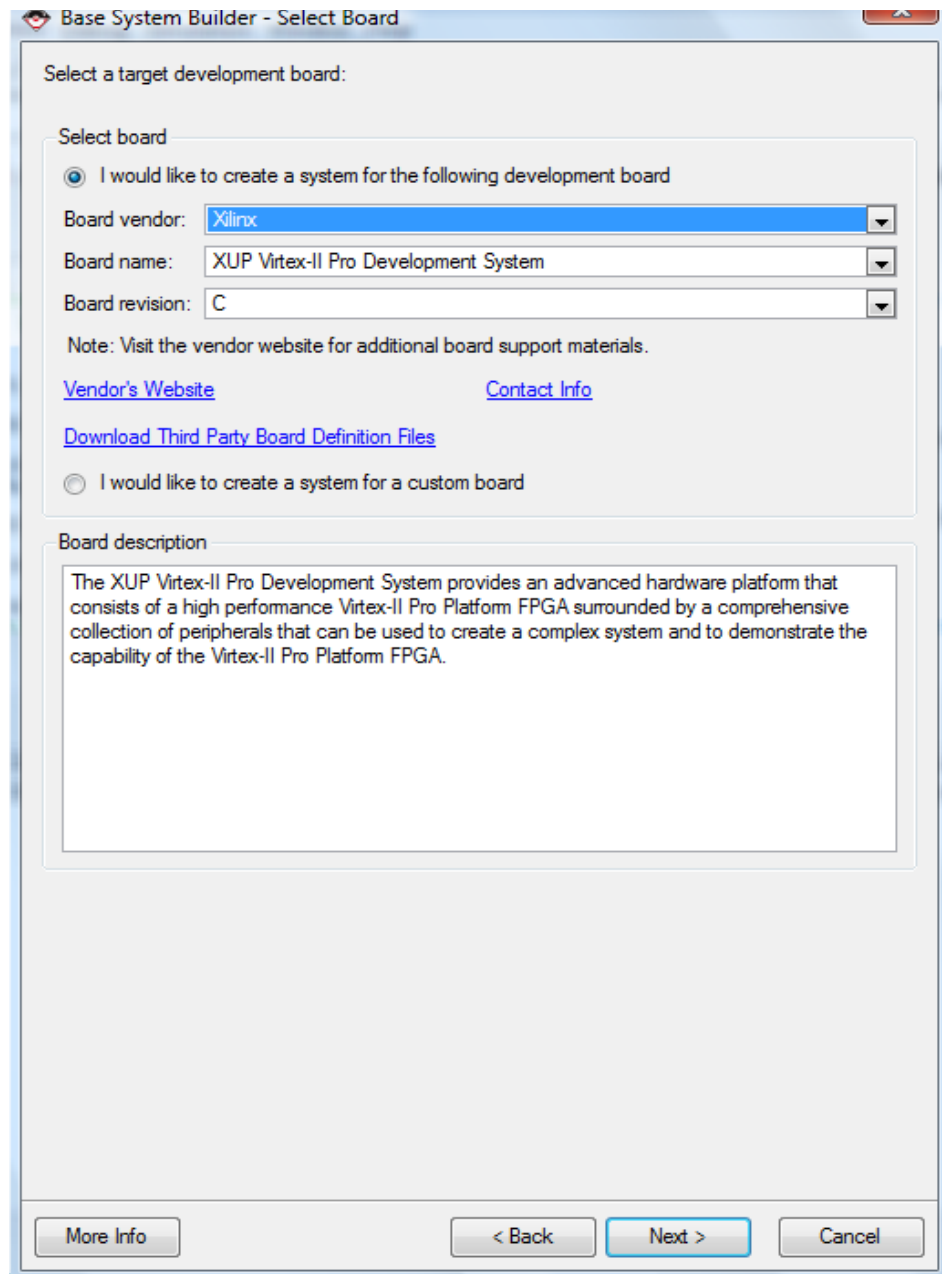 Base System Builder - Select Board
Select a target development board:
Select board
I would like to create a system for the following development board
Board vendor: Xilinx
Board name: XUP Virtex-II Pro Development System
Board revision: C
Note: Visit the vendor website for additional board support materials.
Vendor's Website Contact Info
Download Third Party Board Definition Files
I would like to create a system for a custom board
Board description
The XUP Virtex-II Pro Development System provides an advanced hardware platform that
consists of a high performance Virtex-II Pro Platform FPGA surrounded by a comprehensive
collection of peripherals that can be used to create a complex system and to demonstrate the
capability of the Virtex-II Pro Platform FPGA.
More Info < Back Next > Cancel